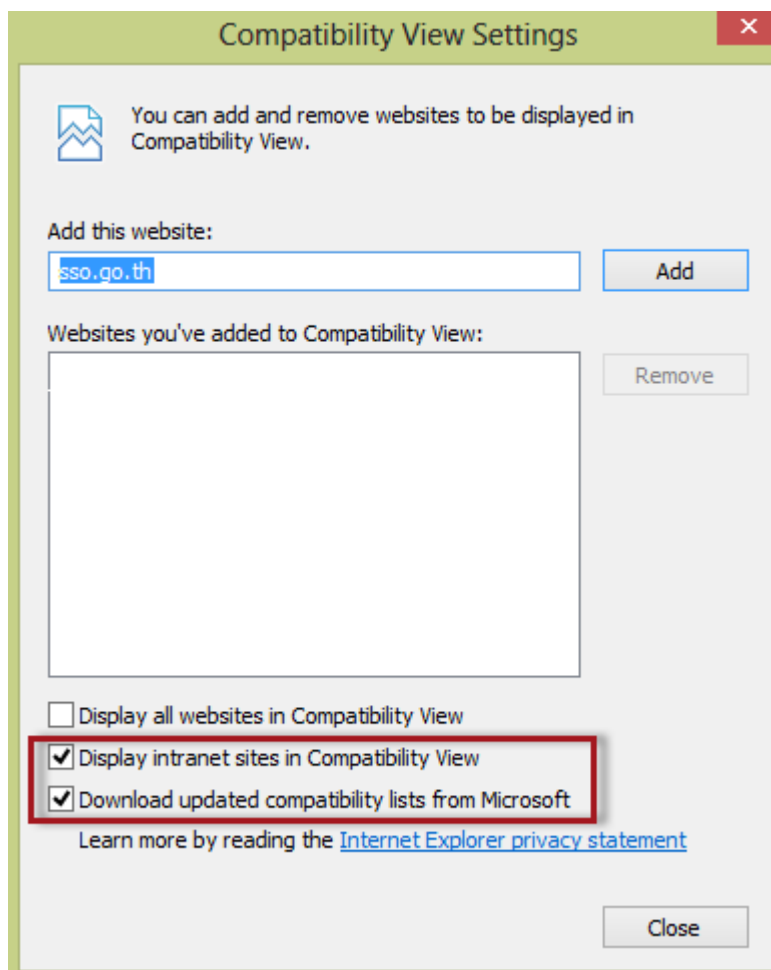 Compatibility View Settings
You can add and remove websites to be displayed in
Compatibility View.
Add this website:
sso.go.th
Add
Websites you've added to Compatibility View:
Remove
Display all websites in Compatibility View
Display intranet sites in Compatibility View
Download updated compatibility lists from Microsoft
Learn more by reading the Internet Explorer privacy statement
Close